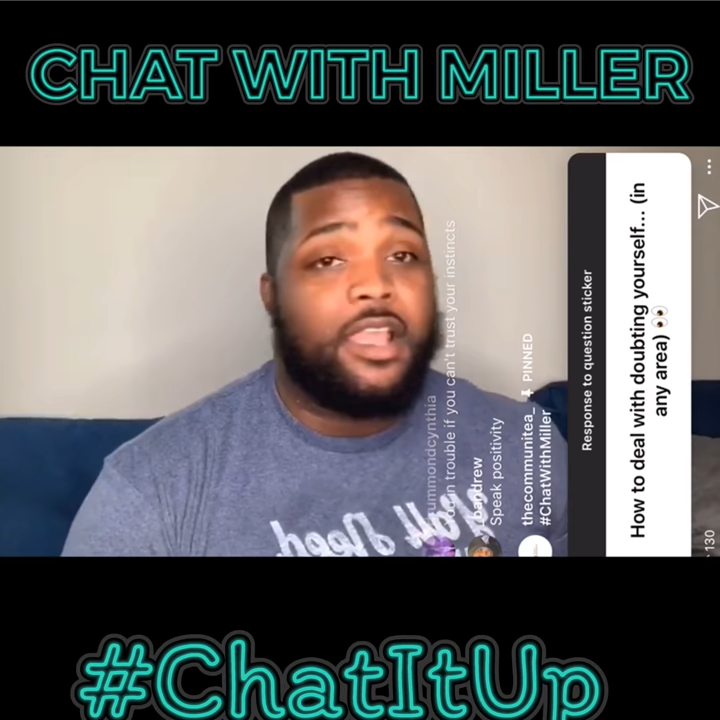 CHAT WITH MILLER
Response to question sticker
How to deal with doubting yourself... (in
any area) 👀
ummondcynthia
trouble if you can't trust your instincts
Speak positivity
thecommunitea_ PINNED
#ChatWithMiller
130
#ChatItUp